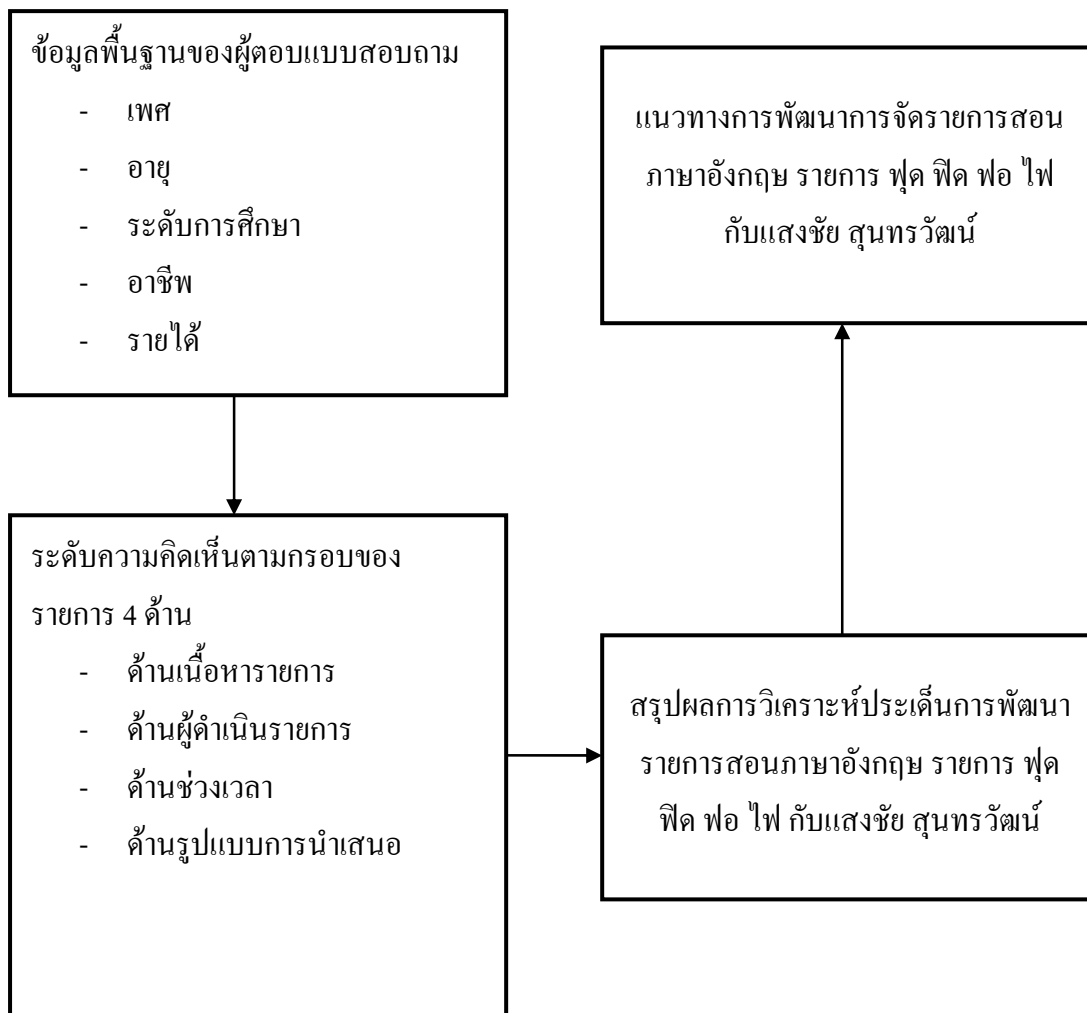 ข้อมูลพื้นฐานของผู้ตอบแบบสอบถาม
- เพศ
- อายุ
- ระดับการศึกษา
- อาชีพ
- รายได้
ระดับความคิดเห็นตามกรอบของ
รายการ 4 ด้าน
- ด้านเนื้อหารายการ
- ด้านผู้ดำเนินรายการ
- ด้านช่วงเวลา
- ด้านรูปแบบการนำเสนอ
สรุปผลการวิเคราะห์ประเด็นการพัฒนา
รายการสอนภาษาอังกฤษ รายการ ฟุด
ฟิด ฟอ ไฟ กับแสงชัย สุนทรวัฒน์
แนวทางการพัฒนาการจัดรายการสอน
ภาษาอังกฤษ รายการ ฟุด ฟิด ฟอ ไฟ
กับแสงชัย สุนทรวัฒน์